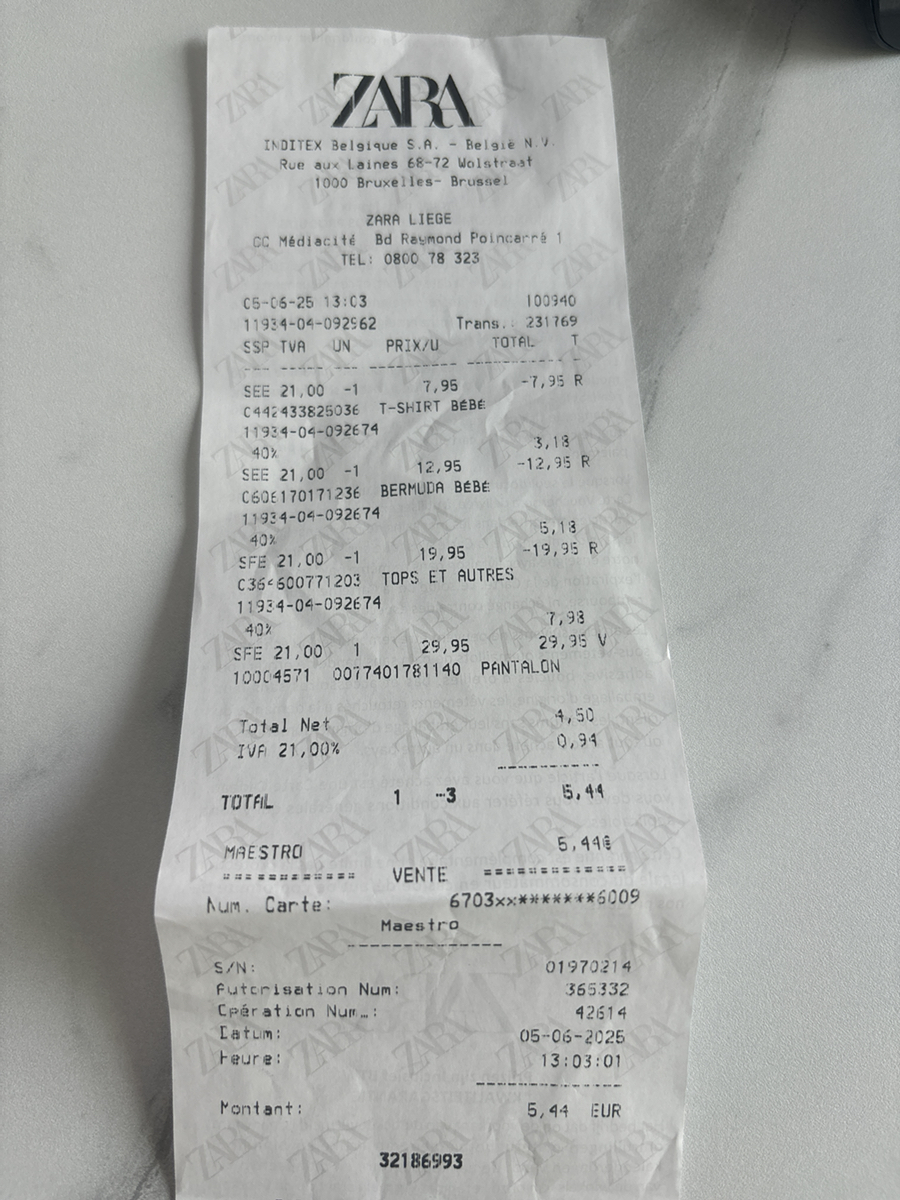 ZARA
INDITEX Belgique S.A. - België N.V.
Rue aux Laines 68-72 Wolstraat
1000 Bruxelles- Brussel
ZARA LIEGE
CC Médiacité Bd Raymond Poincarré 1
TEL: 0800 78 323
05-06-25 13:03 100940
11934-04-092962 Trans.: 231769
SSP TVA UN PRIX/U TOTAL T
SEE 21,00 -1 7,95 -7,95 R
C442433825036 T-SHIRT BÉBÉ
11934-04-092674
40% 3,18
SEE 21,00 -1 12,95 -12,95 R
C606170171236 BERMUDA BÉBÉ
11934-04-092674
40% 5,18
SFE 21,00 -1 19,95 -19,95 R
C364600771203 TOPS ET AUTRES
11934-04-092674
40% 7,98
SFE 21,00 1 29,95 29,95 V
10004571 0077401781140 PANTALON
Total Net 4,50
IVA 21,00% 0,94
TOTAL 1 -3 5,44
MAESTRO 5,44€
============ VENTE ============
Num. Carte: 6703xx*******6009
Maestro
S/N: 01970214
Autorisation Num: 365332
Opération Num…: 42614
Datum: 05-06-2025
Heure: 13:03:01
Montant: 5,44 EUR
32186993